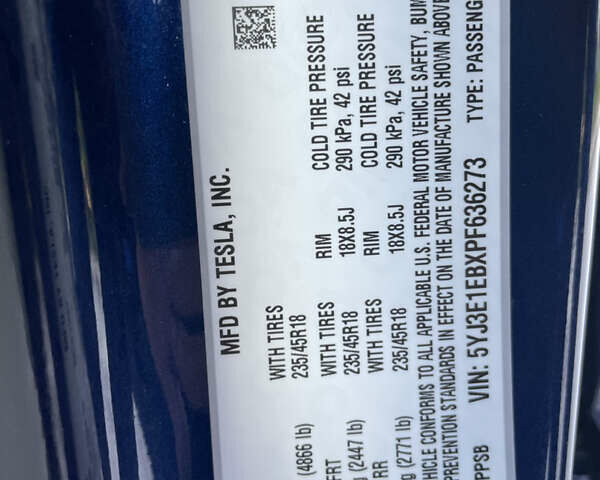 MFD BY TESLA, INC.
WITH TIRES
235/45R18
(4866 lb)
FRT WITH TIRES RIM COLD TIRE PRESSURE
(2447 lb) 235/45R18 18X8.5J 290 kPa, 42 psi
RR WITH TIRES RIM COLD TIRE PRESSURE
(2771 lb) 235/45R18 18X8.5J 290 kPa, 42 psi
EHICLE CONFORMS TO ALL APPLICABLE U.S. FEDERAL MOTOR VEHICLE SAFETY, BUM
PREVENTION STANDARDS IN EFFECT ON THE DATE OF MANUFACTURE SHOWN ABOVE
PPSB VIN: 5YJ3E1EBXPF636273 TYPE: PASSENG